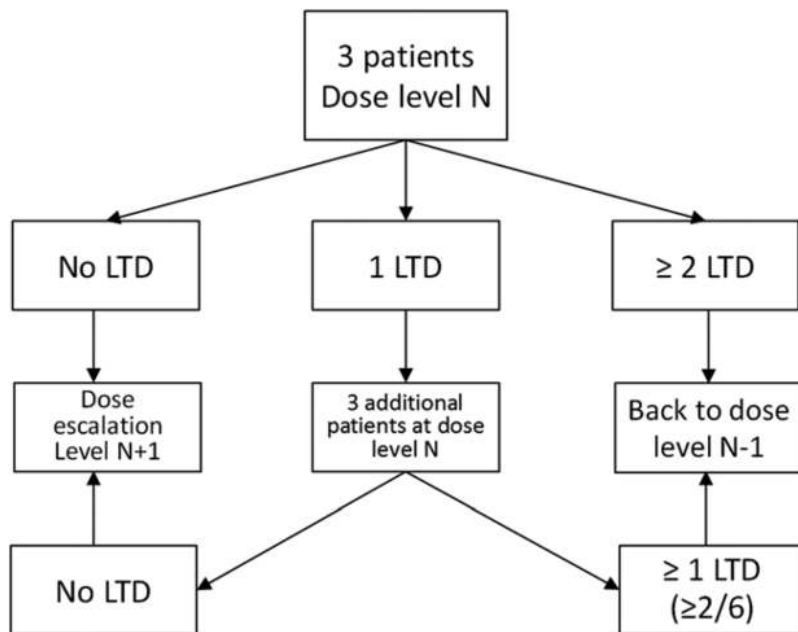 3 patients
Dose level N
No LTD
1 LTD
≥ 2 LTD
Dose
escalation
Level N+1
3 additional
patients at dose
level N
Back to dose
level N-1
No LTD
≥ 1 LTD
(≥2/6)